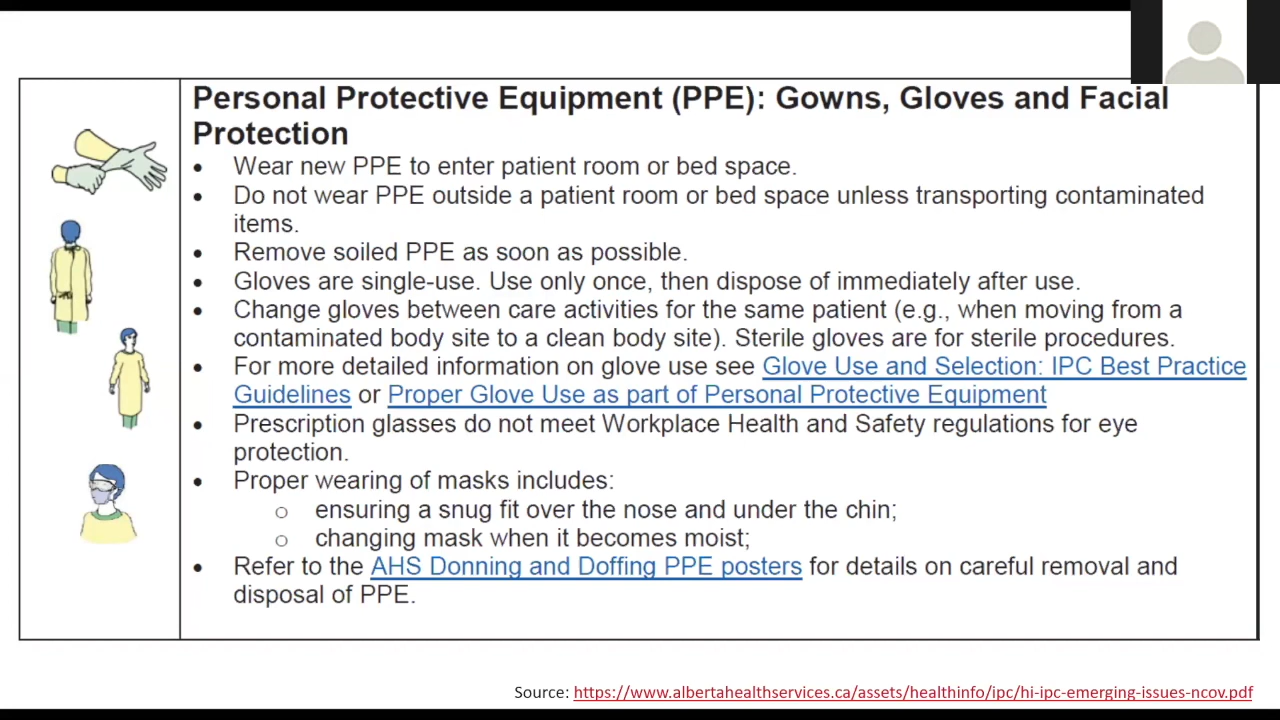 Personal Protective Equipment (PPE): Gowns, Gloves and Facial
Protection
• Wear new PPE to enter patient room or bed space.
• Do not wear PPE outside a patient room or bed space unless transporting contaminated
items.
• Remove soiled PPE as soon as possible.
• Gloves are single-use. Use only once, then dispose of immediately after use.
• Change gloves between care activities for the same patient (e.g., when moving from a
contaminated body site to a clean body site). Sterile gloves are for sterile procedures.
• For more detailed information on glove use see Glove Use and Selection: IPC Best Practice
Guidelines or Proper Glove Use as part of Personal Protective Equipment
• Prescription glasses do not meet Workplace Health and Safety regulations for eye
protection.
• Proper wearing of masks includes:
o ensuring a snug fit over the nose and under the chin;
o changing mask when it becomes moist;
• Refer to the AHS Donning and Doffing PPE posters for details on careful removal and
disposal of PPE.
Source: https://www.albertahealthservices.ca/assets/healthinfo/ipc/hi-ipc-emerging-issues-ncov.pdf